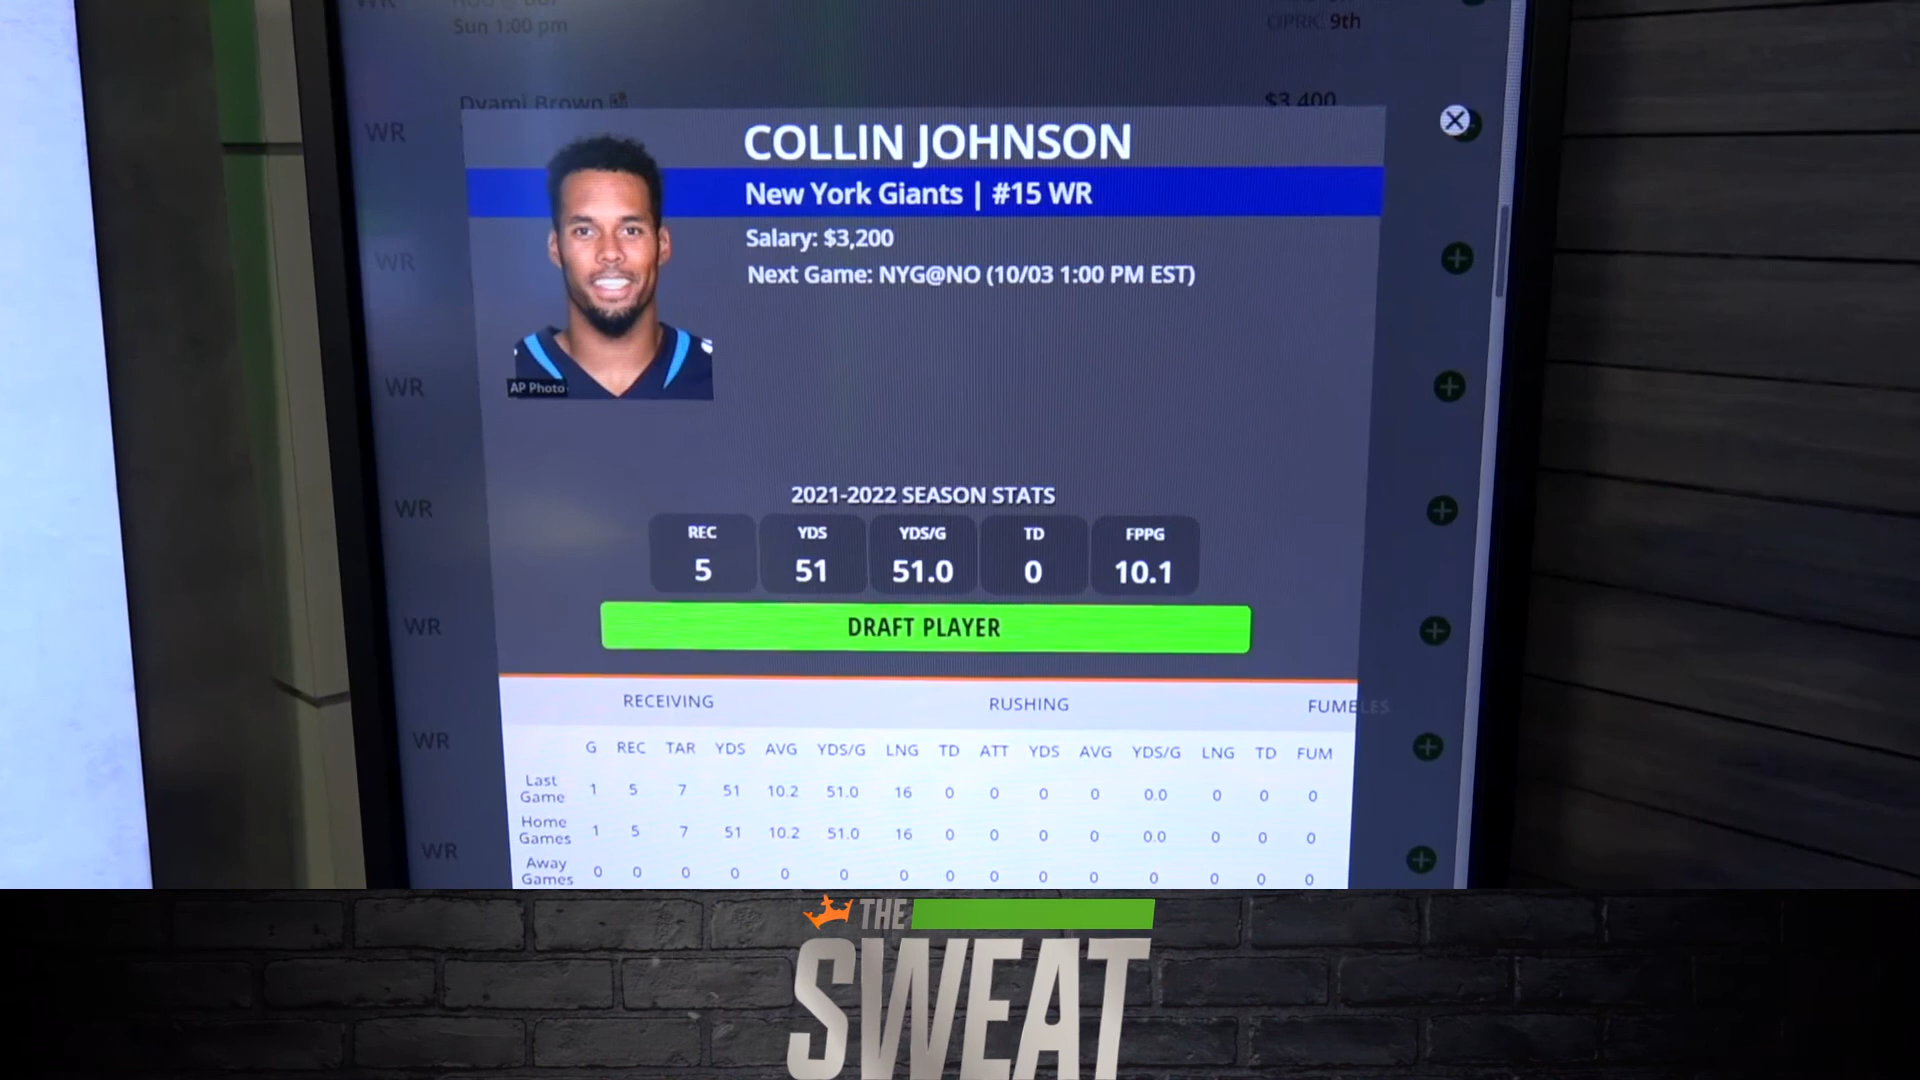 Sun 1:00 pm
OPRK: 9th
Dyami Brown
$3,400
WR
COLLIN JOHNSON
New York Giants | #15 WR
Salary: $3,200
Next Game: NYG@NO (10/03 1:00 PM EST)
AP Photo
WR
WR
WR
WR
WR
WR
2021-2022 SEASON STATS
REC YDS YDS/G TD FPPG
5 51 51.0 0 10.1
DRAFT PLAYER
RECEIVING RUSHING FUMBLES
G REC TAR YDS AVG YDS/G LNG TD ATT YDS AVG YDS/G LNG TD FUM
Last Game 1 5 7 51 10.2 51.0 16 0 0 0 0 0.0 0 0 0
Home Games 1 5 7 51 10.2 51.0 16 0 0 0 0 0.0 0 0 0
Away Games 0 0 0 0 0 0 0 0 0 0 0 0 0 0 0
THE
SWEAT